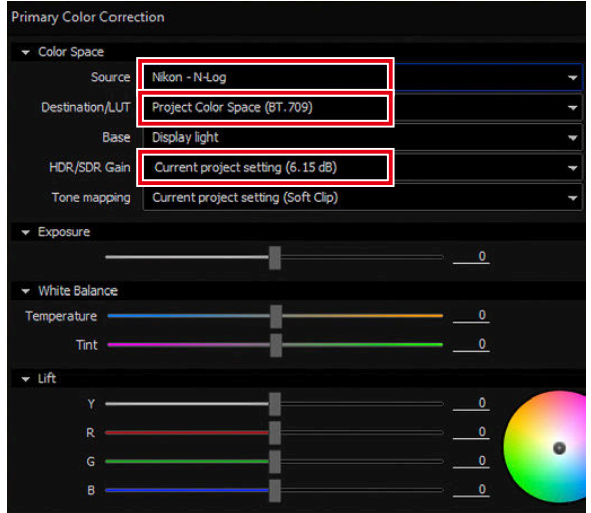 Primary Color Correction
Color Space
Source Nikon - N-Log
Destination/LUT Project Color Space (BT.709)
Base Display light
HDR/SDR Gain Current project setting (6.15 dB)
Tone mapping Current project setting (Soft Clip)
Exposure
0
White Balance
Temperature 0
Tint 0
Lift
Y 0
R 0
G 0
B 0